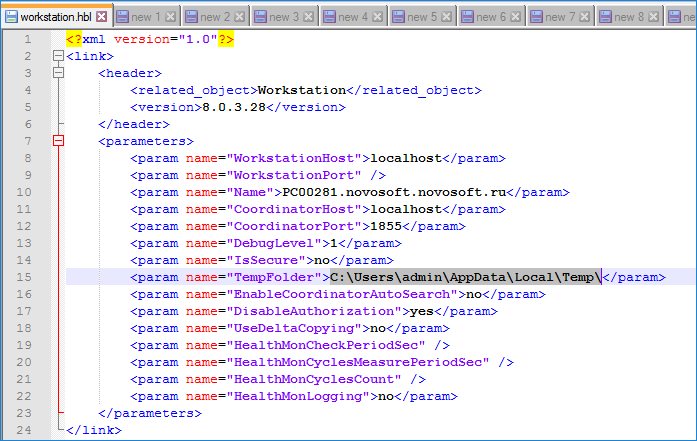 workstation.hbl new 1 new 2 new 3 new 4 new 5 new 6 new 7 new 8 new
1 <?xml version="1.0"?>
2 <link>
3 <header>
4 <related_object>Workstation</related_object>
5 <version>8.0.3.28</version>
6 </header>
7 <parameters>
8 <param name="WorkstationHost">localhost</param>
9 <param name="WorkstationPort" />
10 <param name="Name">PC00281.novosoft.novosoft.ru</param>
11 <param name="CoordinatorHost">localhost</param>
12 <param name="CoordinatorPort">1855</param>
13 <param name="DebugLevel">1</param>
14 <param name="IsSecure">no</param>
15 <param name="TempFolder">C:\Users\admin\AppData\Local\Temp\</param>
16 <param name="EnableCoordinatorAutoSearch">no</param>
17 <param name="DisableAuthorization">yes</param>
18 <param name="UseDeltaCopying">no</param>
19 <param name="HealthMonCheckPeriodSec" />
20 <param name="HealthMonCyclesMeasurePeriodSec" />
21 <param name="HealthMonCyclesCount" />
22 <param name="HealthMonLogging">no</param>
23 </parameters>
24 </link>